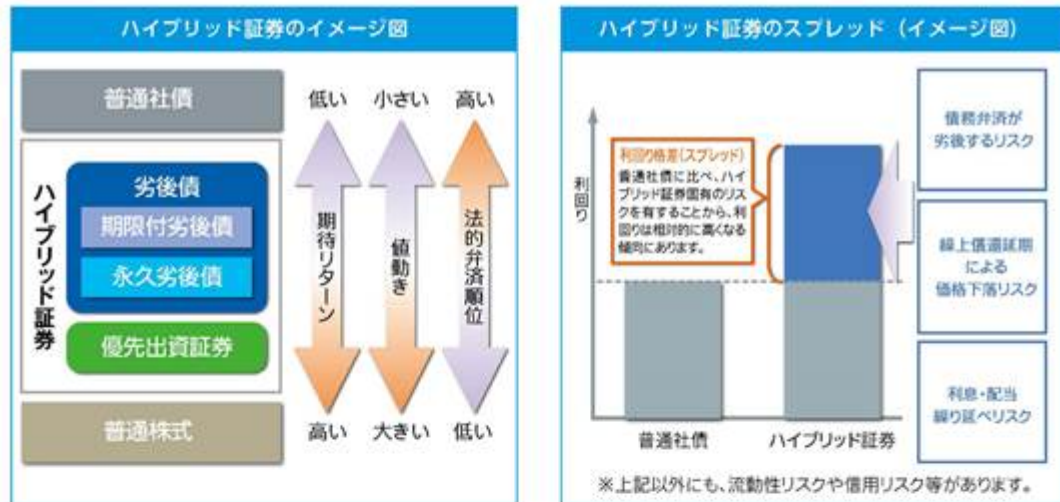 ハイブリッド証券のイメージ図
普通社債
ハイブリッド証券
劣後債
期限付劣後債
永久劣後債
優先出資証券
普通株式
低い 小さい 高い
期待リターン
値動き
法的弁済順位
高い 大きい 低い
ハイブリッド証券のスプレッド（イメージ図）
利回り
利回り格差（スプレッド）
普通社債に比べ、ハイ
ブリッド証券固有のリス
クを有することから、利
回りは相対的に高くなる
傾向にあります。
普通社債
ハイブリッド証券
債務弁済が
劣後するリスク
繰上償還延期
による
価格下落リスク
利息・配当
繰り延べリスク
※上記以外にも、流動性リスクや信用リスク等があります。